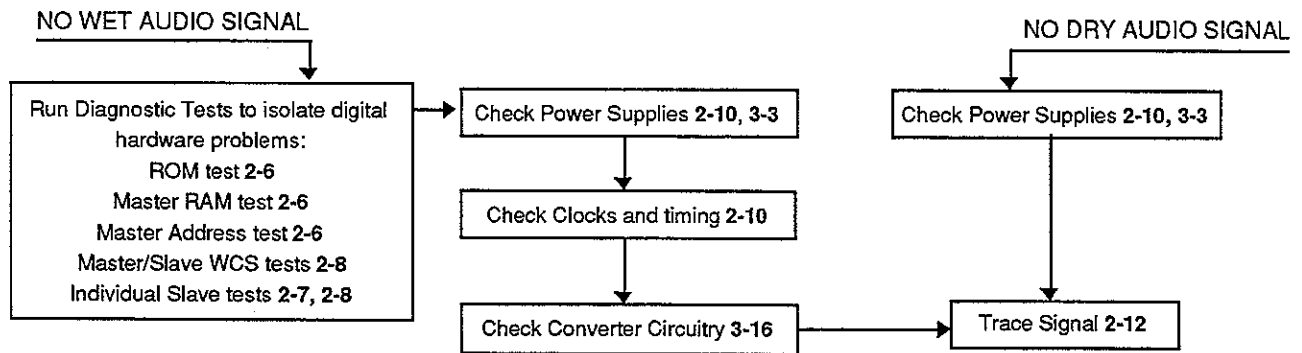 NO WET AUDIO SIGNAL
Run Diagnostic Tests to isolate digital
hardware problems:
ROM test 2-6
Master RAM test 2-6
Master Address test 2-6
Master/Slave WCS tests 2-8
Individual Slave tests 2-7, 2-8
Check Power Supplies 2-10, 3-3
Check Clocks and timing 2-10
Check Converter Circuitry 3-16
NO DRY AUDIO SIGNAL
Check Power Supplies 2-10, 3-3
Trace Signal 2-12